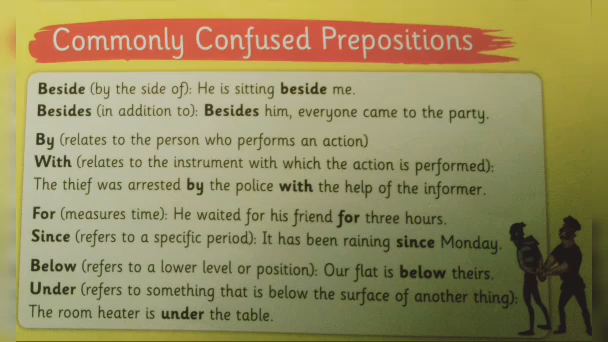 Commonly Confused Prepositions
Beside (by the side of): He is sitting beside me.
Besides (in addition to): Besides him, everyone came to the party.
By (relates to the person who performs an action)
With (relates to the instrument with which the action is performed):
The thief was arrested by the police with the help of the informer.
For (measures time): He waited for his friend for three hours.
Since (refers to a specific period): It has been raining since Monday.
Below (refers to a lower level or position): Our flat is below theirs.
Under (refers to something that is below the surface of another thing):
The room heater is under the table.